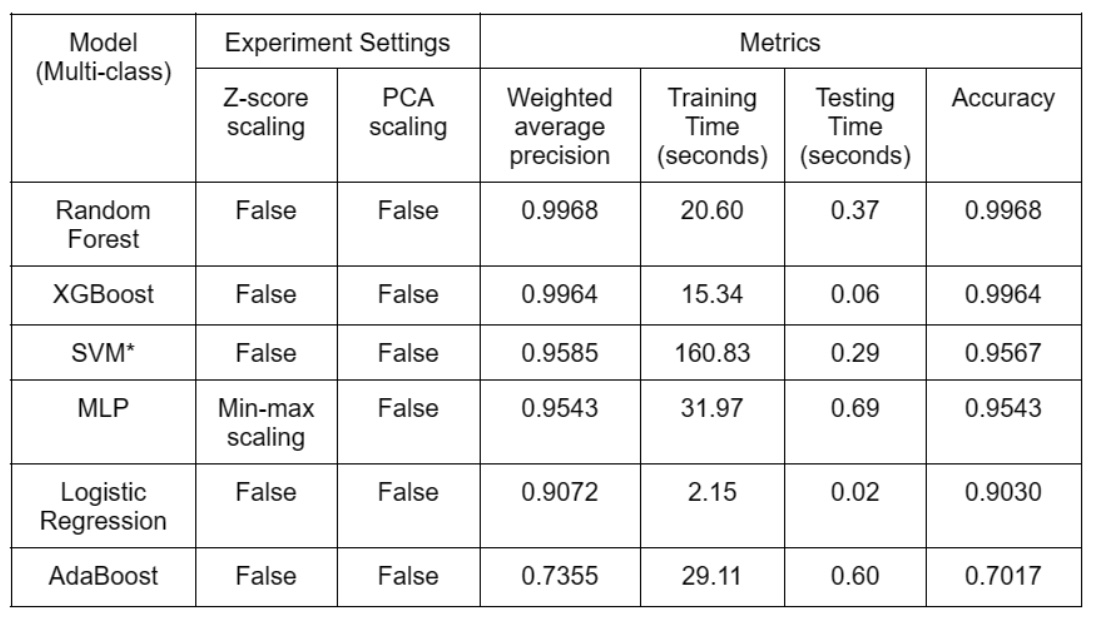 Model
(Multi-class)
Experiment Settings
Metrics
Z-score
scaling
PCA
scaling
Weighted
average
precision
Training
Time
(seconds)
Testing
Time
(seconds)
Accuracy
Random
Forest
False
False
0.9968
20.60
0.37
0.9968
XGBoost
False
False
0.9964
15.34
0.06
0.9964
SVM*
False
False
0.9585
160.83
0.29
0.9567
MLP
Min-max
scaling
False
0.9543
31.97
0.69
0.9543
Logistic
Regression
False
False
0.9072
2.15
0.02
0.9030
AdaBoost
False
False
0.7355
29.11
0.60
0.7017